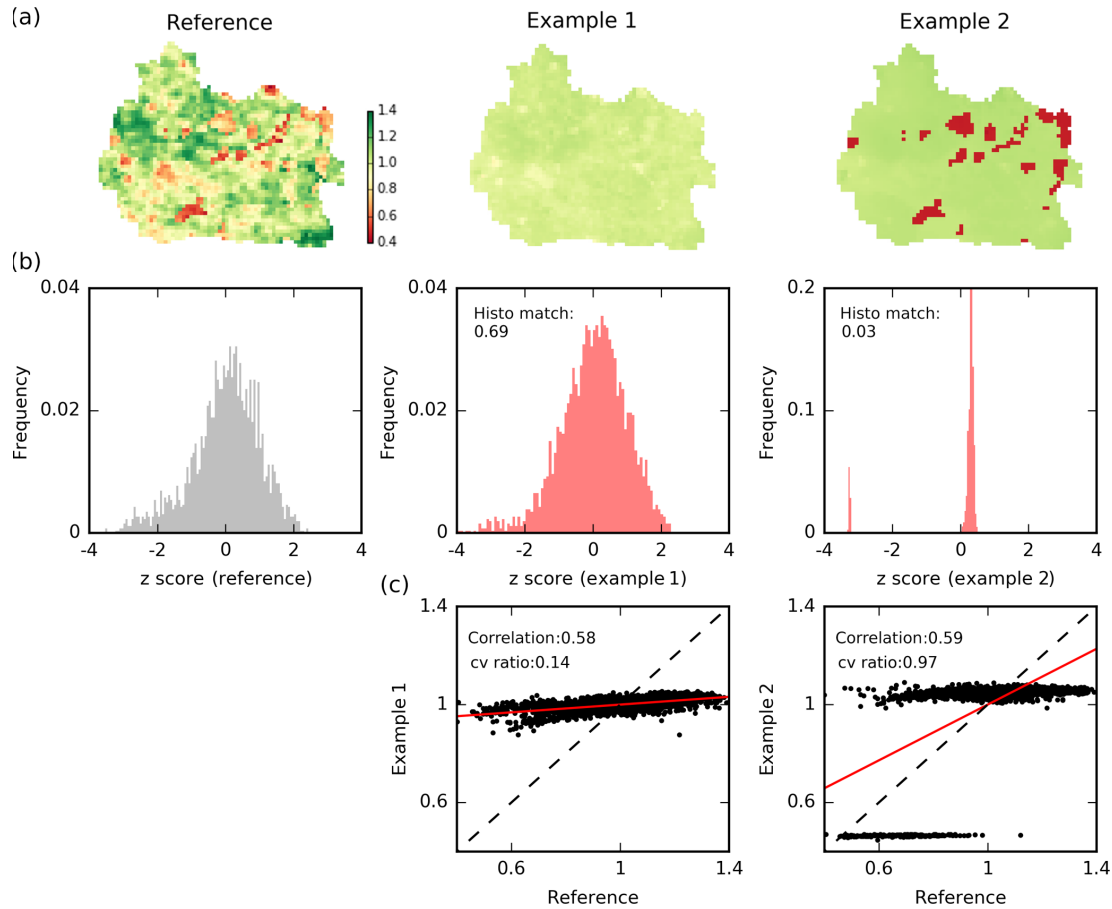 (a)
Reference
Example 1
Example 2
1.4
1.2
1.0
0.8
0.6
0.4
(b)
0.04
0.02
0
Frequency
-4
-2
0
2
4
z score (reference)
0.04
0.02
0
Frequency
Histo match:
0.69
-4
-2
0
2
4
z score (example 1)
0.2
0.1
0
Frequency
Histo match:
0.03
-4
-2
0
2
4
z score (example 2)
(c)
1.4
1
0.6
Example 1
Correlation:0.58
cv ratio:0.14
0.6
1
1.4
Reference
1.4
1
0.6
Example 2
Correlation:0.59
cv ratio:0.97
0.6
1
1.4
Reference